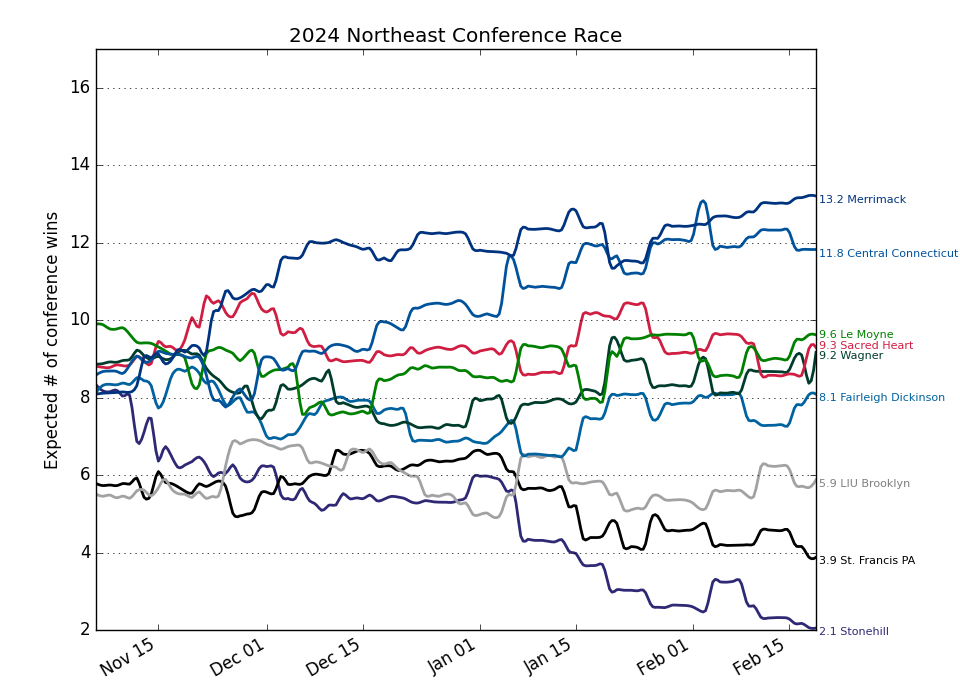 2024 Northeast Conference Race
Expected # of conference wins
16
14
12
10
8
6
4
2
13.2 Merrimack
11.8 Central Connecticut
9.6 Le Moyne
9.3 Sacred Heart
9.2 Wagner
8.1 Fairleigh Dickinson
5.9 LIU Brooklyn
3.9 St. Francis PA
2.1 Stonehill
Nov 15
Dec 01
Dec 15
Jan 01
Jan 15
Feb 01
Feb 15